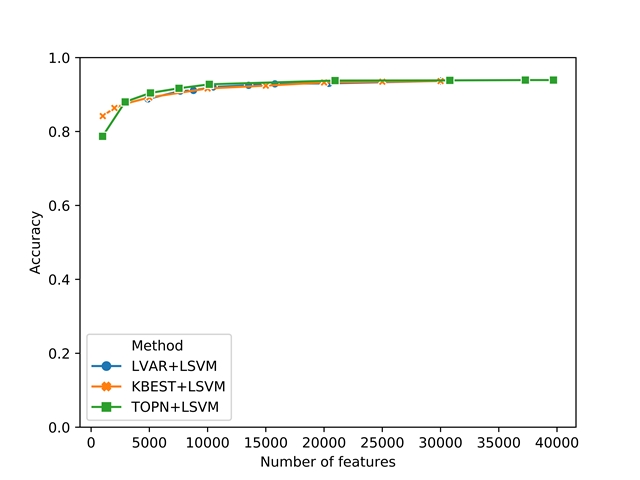 1.0
0.8
0.6
0.4
0.2
0.0
Accuracy
Method
LVAR+LSVM
KBEST+LSVM
TOPN+LSVM
0 5000 10000 15000 20000 25000 30000 35000 40000
Number of features